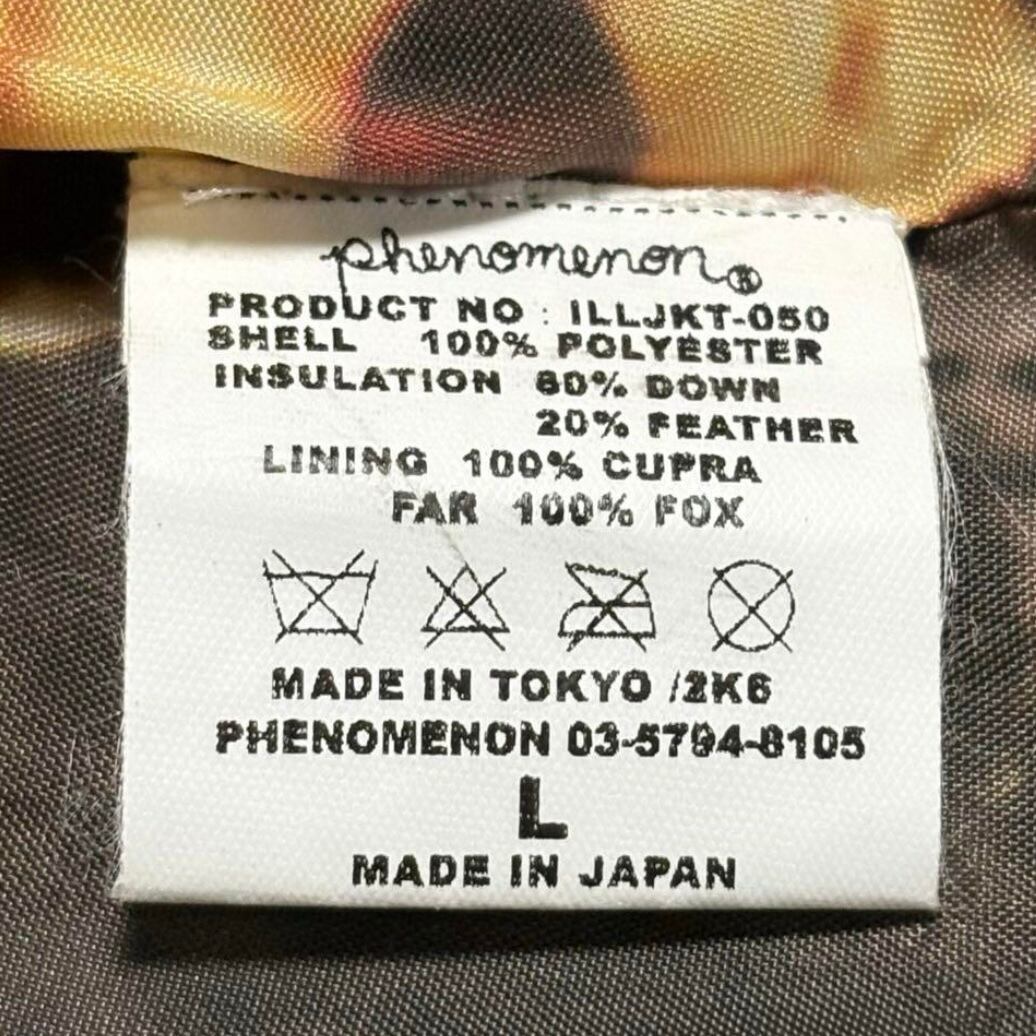 phenomenon®
PRODUCT NO : ILLJKT-050
SHELL 100% POLYESTER
INSULATION 80% DOWN
20% FEATHER
LINING 100% CUPRA
FAR 100% FOX
MADE IN TOKYO /2K6
PHENOMENON 03-5794-8105
L
MADE IN JAPAN